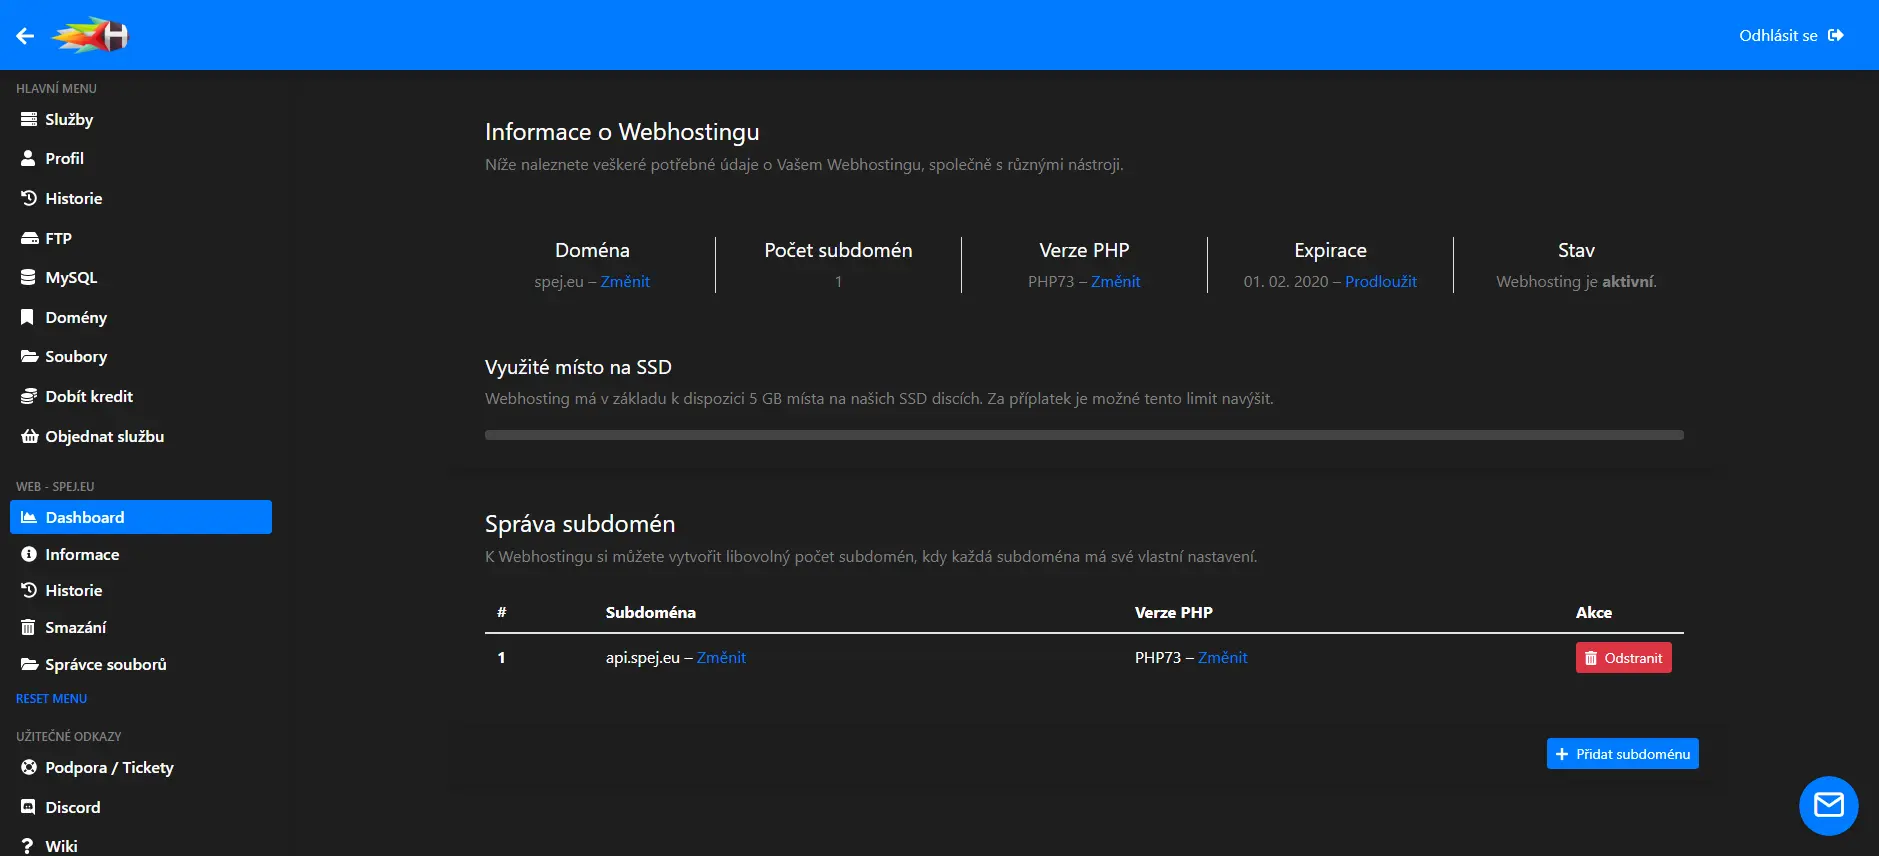 Odhlásit se
HLAVNÍ MENU
Služby
Profil
Historie
FTP
MySQL
Domény
Soubory
Dobít kredit
Objednat službu
WEB - SPEJ.EU
Dashboard
Informace
Historie
Smazání
Správce souborů
RESET MENU
UŽITEČNÉ ODKAZY
Podpora / Tickety
Discord
Wiki
Informace o Webhostingu
Níže naleznete veškeré potřebné údaje o Vašem Webhostingu, společně s různými nástroji.
Doména
spej.eu – Změnit
Počet subdomén
1
Verze PHP
PHP73 – Změnit
Expirace
01. 02. 2020 – Prodloužit
Stav
Webhosting je aktivní.
Využité místo na SSD
Webhosting má v základu k dispozici 5 GB místa na našich SSD discích. Za příplatek je možné tento limit navýšit.
Správa subdomén
K Webhostingu si můžete vytvořit libovolný počet subdomén, kdy každá subdoména má své vlastní nastavení.
# Subdoména Verze PHP Akce
1 api.spej.eu – Změnit PHP73 – Změnit Odstranit
Přidat subdoménu